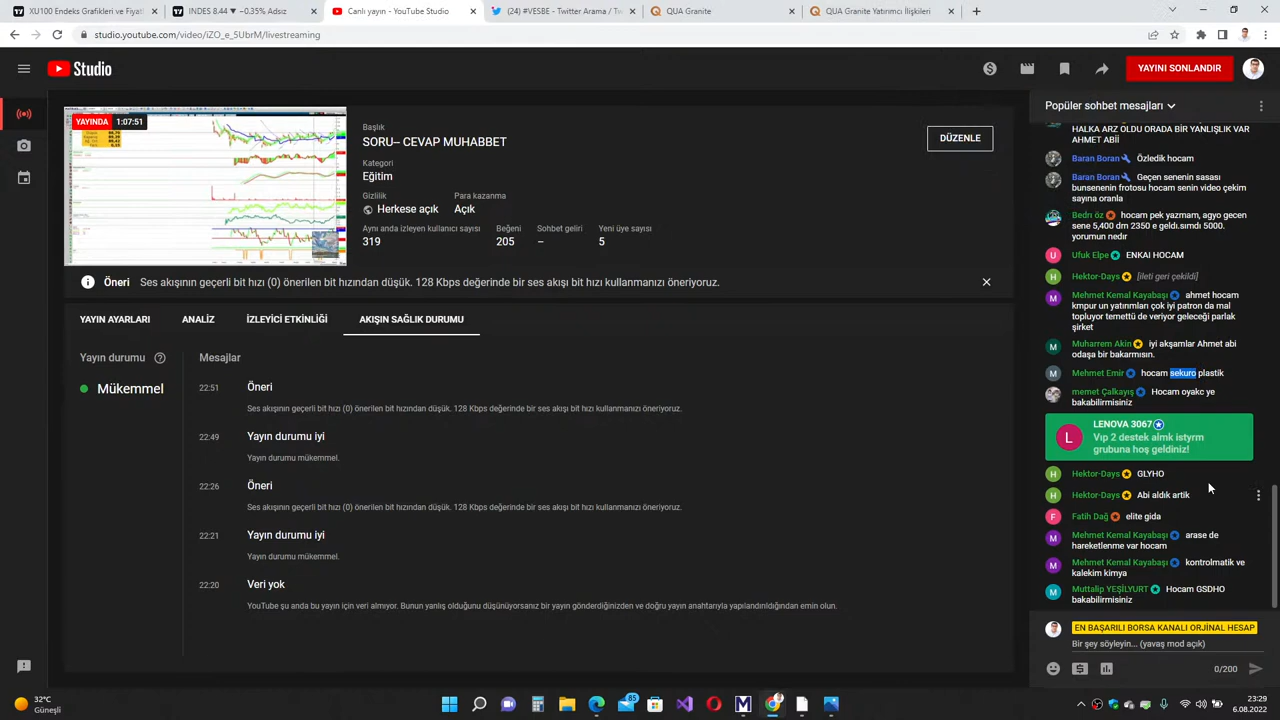 XU100 Endeks Grafikleri ve Fiyatl
INDES 8.44 ▼ −0.35% Adsız
Canlı yayın - YouTube Studio
(24) #VESBE - Twitter Arama / Tw
QUA Granite
QUA Granite Yatırımcı İlişkileri
studio.youtube.com/video/iZO_e_5UbrM/livestreaming
Studio
YAYINI SONLANDIR
YAYINDA 1:07:51
Başlık
SORU-- CEVAP MUHABBET
DÜZENLE
Kategori
Eğitim
Gizlilik
Para kazanma
Herkese açık
Açık
Aynı anda izleyen kullanıcı sayısı
Beğeni
Sohbet geliri
Yeni üye sayısı
319
205
–
5
Öneri Ses akışının geçerli bit hızı (0) önerilen bit hızından düşük. 128 Kbps değerinde bir ses akışı bit hızı kullanmanızı öneriyoruz.
YAYIN AYARLARI
ANALİZ
İZLEYİCİ ETKİNLİĞİ
AKIŞIN SAĞLIK DURUMU
Yayın durumu
Mükemmel
Mesajlar
22:51 Öneri
Ses akışının geçerli bit hızı (0) önerilen bit hızından düşük. 128 Kbps değerinde bir ses akışı bit hızı kullanmanızı öneriyoruz.
22:49 Yayın durumu iyi
Yayın durumu mükemmel.
22:26 Öneri
Ses akışının geçerli bit hızı (0) önerilen bit hızından düşük. 128 Kbps değerinde bir ses akışı bit hızı kullanmanızı öneriyoruz.
22:21 Yayın durumu iyi
Yayın durumu mükemmel.
22:20 Veri yok
YouTube şu anda bu yayın için veri almıyor. Bunun yanlış olduğunu düşünüyorsanız bir yayın gönderdiğinizden ve doğru yayın anahtarıyla yapılandırıldığından emin olun.
Popüler sohbet mesajları
HALKA ARZ OLDU ORADA BİR YANLIŞLIK VR
AHMET ABİİ
Baran Boran Özledik hocam
Baran Boran Geçen senenin sasası
bunsenenin frotosu hocammm video çekim
sayına oranla
Bedri öz hocam pek yazmam, agyo gecen
sene 5,400 dm 2350 e geldi simdi 5000.
yorumun nedir
Ufuk Elpe ENKAI HOCAM
Hektor-Days [ileti geri çekildi]
Mehmet Kemal Kayabaşı ahmet hocam
kmpur un yatırımları çok iyi patron da mal
topluyor temettü de veriyor geleceği parlak
şirket
Muharrem Akin iyi akşamlar Ahmet abi
odaşa bir bakarmısın.
Mehmet Emir hocam sekuro plastik
memet Çalkayış Hocam oyakc ye
bakabilirmisiniz
LENOVA 3067
Vıp 2 destek almk istyrm
grubuna hoş geldiniz!
Hektor-Days GLYHO
Hektor-Days Abi aldık artik
Fatih Dağ elite gida
Mehmet Kemal Kayabaşı arase de
hareketlenme var hocam
Mehmet Kemal Kayabaşı kontrolmatik ve
kalekim kimya
Muttalip YEŞİLYURT Hocam GSDHO
bakabilirmisiniz
EN BAŞARILI BORSA KANALI ORJİNAL HESAP
Bir şey söyleyin... (yavaş mod açık)
0/200
32°C
Güneşli
85
23:29
6.08.2022